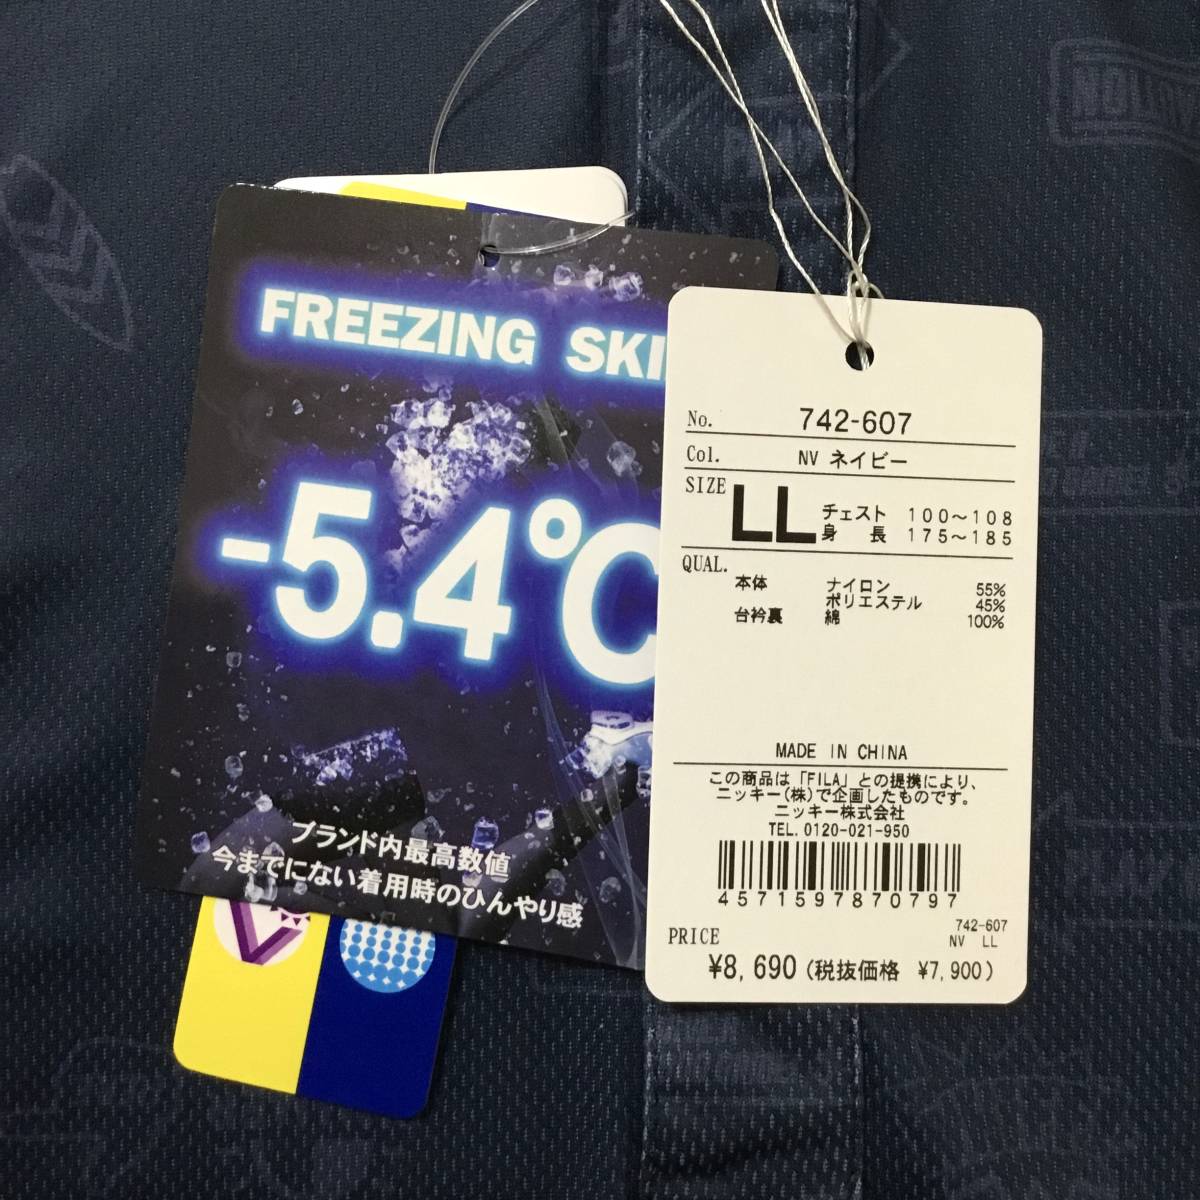 FREEZING SKI
-5.4℃
ブランド内最高数値
今までにない着用時のひんやり感
No. 742-607
Col. NV ネイビー
SIZE LL チェスト 100～108
身長 175～185
QUAL.
本体 ナイロン 55%
ポリエステル 45%
台衿裏 綿 100%
MADE IN CHINA
この商品は「FILA」との提携により、
ニッキー(株)で企画したものです。
ニッキー株式会社
TEL. 0120-021-950
4571597870797
742-607
NV LL
PRICE
¥8,690 (税抜価格 ¥7,900)